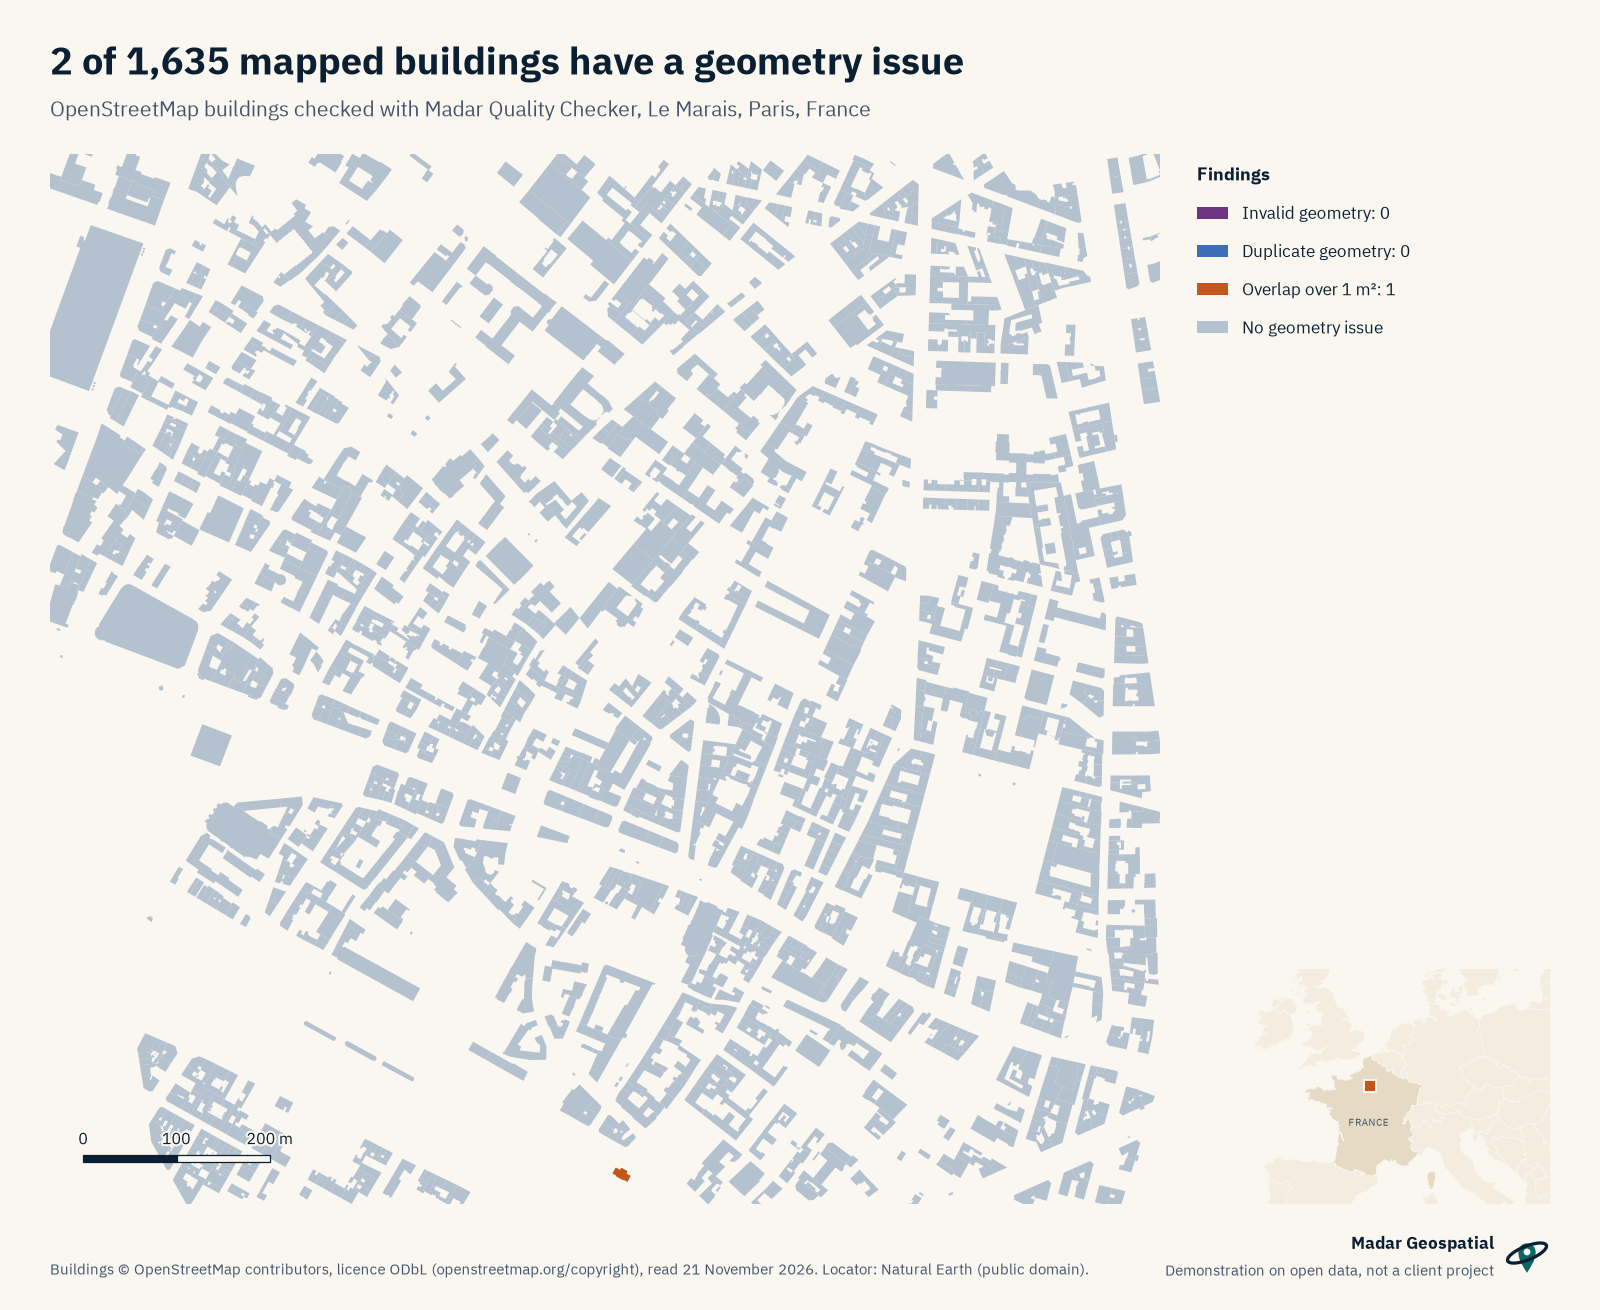 2 of 1,635 mapped buildings have a geometry issue
OpenStreetMap buildings checked with Madar Quality Checker, Le Marais, Paris, France
Findings
Invalid geometry: 0
Duplicate geometry: 0
Overlap over 1 m²: 1
No geometry issue
0 100 200 m
FRANCE
Madar Geospatial
Buildings © OpenStreetMap contributors, licence ODbL (openstreetmap.org/copyright), read 21 November 2026. Locator: Natural Earth (public domain).
Demonstration on open data, not a client project